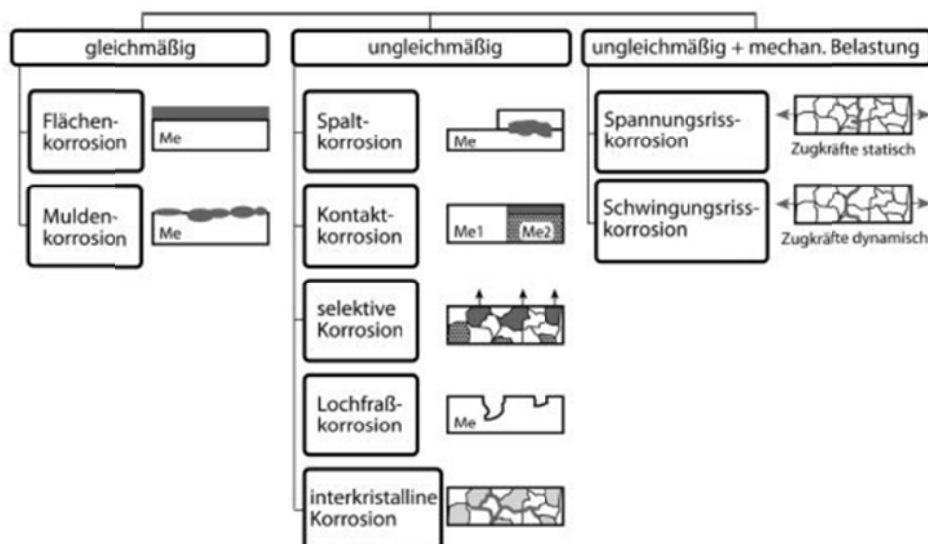 gleichmäßig
Flächen-
korrosion
Me
Mulden-
korrosion
Me
ungleichmäßig
Spalt-
korrosion
Me
Kontakt-
korrosion
Me1
Me2
selektive
Korrosion
Lochfraß-
korrosion
Me
interkristalline
Korrosion
ungleichmäßig + mechan. Belastung
Spannungsriss-
korrosion
Zugkräfte statisch
Schwingungsriss-
korrosion
Zugkräfte dynamisch